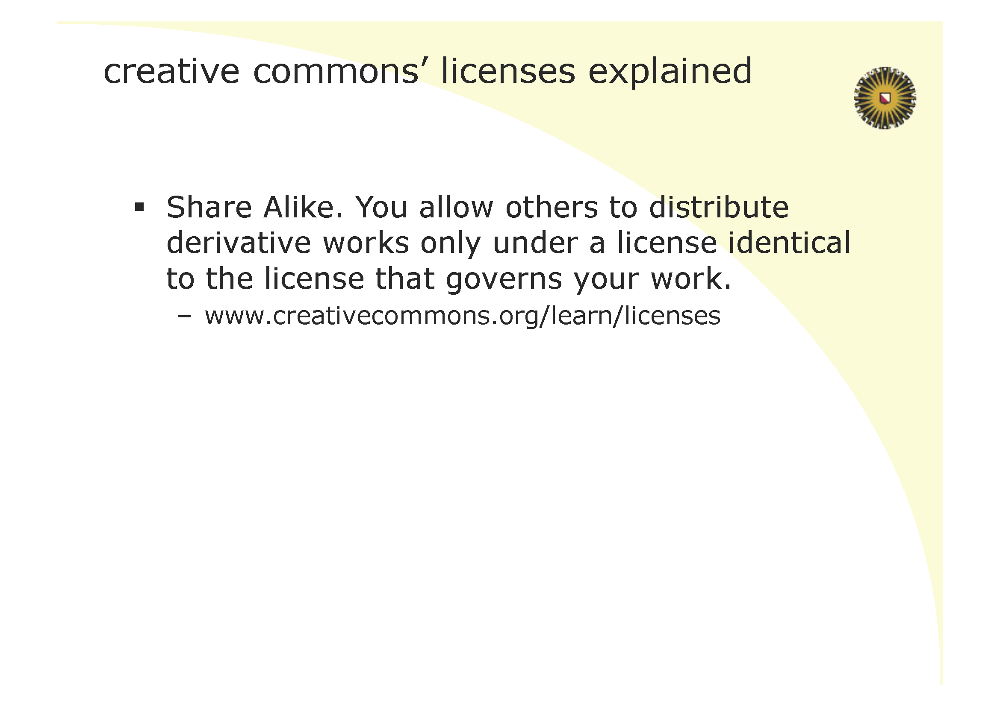 creative commons’ licenses explained
▪ Share Alike. You allow others to distribute
derivative works only under a license identical
to the license that governs your work.
– www.creativecommons.org/learn/licenses